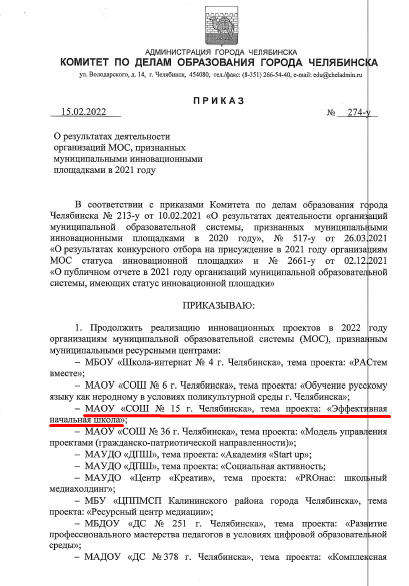 АДМИНИСТРАЦИЯ ГОРОДА ЧЕЛЯБИНСКА
КОМИТЕТ ПО ДЕЛАМ ОБРАЗОВАНИЯ ГОРОДА ЧЕЛЯБИНСКА
ул. Володарского, д. 14, г. Челябинск, 454080, тел./факс: (8-351) 266-54-40, e-mail: edu@cheladmin.ru
ПРИКАЗ
15.02.2022 № 274-у
О результатах деятельности
организаций МОС, признанных
муниципальными инновационными
площадками в 2021 году
В соответствии с приказами Комитета по делам образования города
Челябинска № 213-у от 10.02.2021 «О результатах деятельности организаций
муниципальной образовательной системы, признанных муниципальными
инновационными площадками в 2020 году», № 517-у от 26.03.2021
«О результатах конкурсного отбора на присуждение в 2021 году организациям
МОС статуса инновационной площадки» и № 2661-у от 02.12.2021
«О публичном отчете в 2021 году организаций муниципальной образовательной
системы, имеющих статус инновационной площадки»
ПРИКАЗЫВАЮ:
1. Продолжить реализацию инновационных проектов в 2022 году
организациям муниципальной образовательной системы (МОС), признанным
муниципальными ресурсными центрами:
– МБОУ «Школа-интернат № 4 г. Челябинска», тема проекта: «РАСтем
вместе»;
– МАОУ «СОШ № 6 г. Челябинска», тема проекта: «Обучение русскому
языку как неродному в условиях поликультурной среды г. Челябинска»;
– МАОУ «СОШ № 15 г. Челябинска», тема проекта: «Эффективная
начальная школа»;
– МАОУ «СОШ № 36 г. Челябинска», тема проекта: «Модель управления
проектами (гражданско-патриотической направленности)»;
– МАУДО «ДПШ», тема проекта: «Академия «Start up»;
– МАУДО «ДПШ», тема проекта: «Социальная активность;
– МАУДО «Центр «Креатив», тема проекта: «PROнас: школьный
медиахолдинг»;
– МБУ «ЦППМСП Калининского района города Челябинска», тема
проекта: «Ресурсный центр медиации»;
– МБДОУ «ДС № 251 г. Челябинска», тема проекта: «Развитие
профессионального мастерства педагогов в условиях цифровой образовательной
среды»;
– МАДОУ «ДС № 378 г. Челябинска», тема проекта: «Комплексная